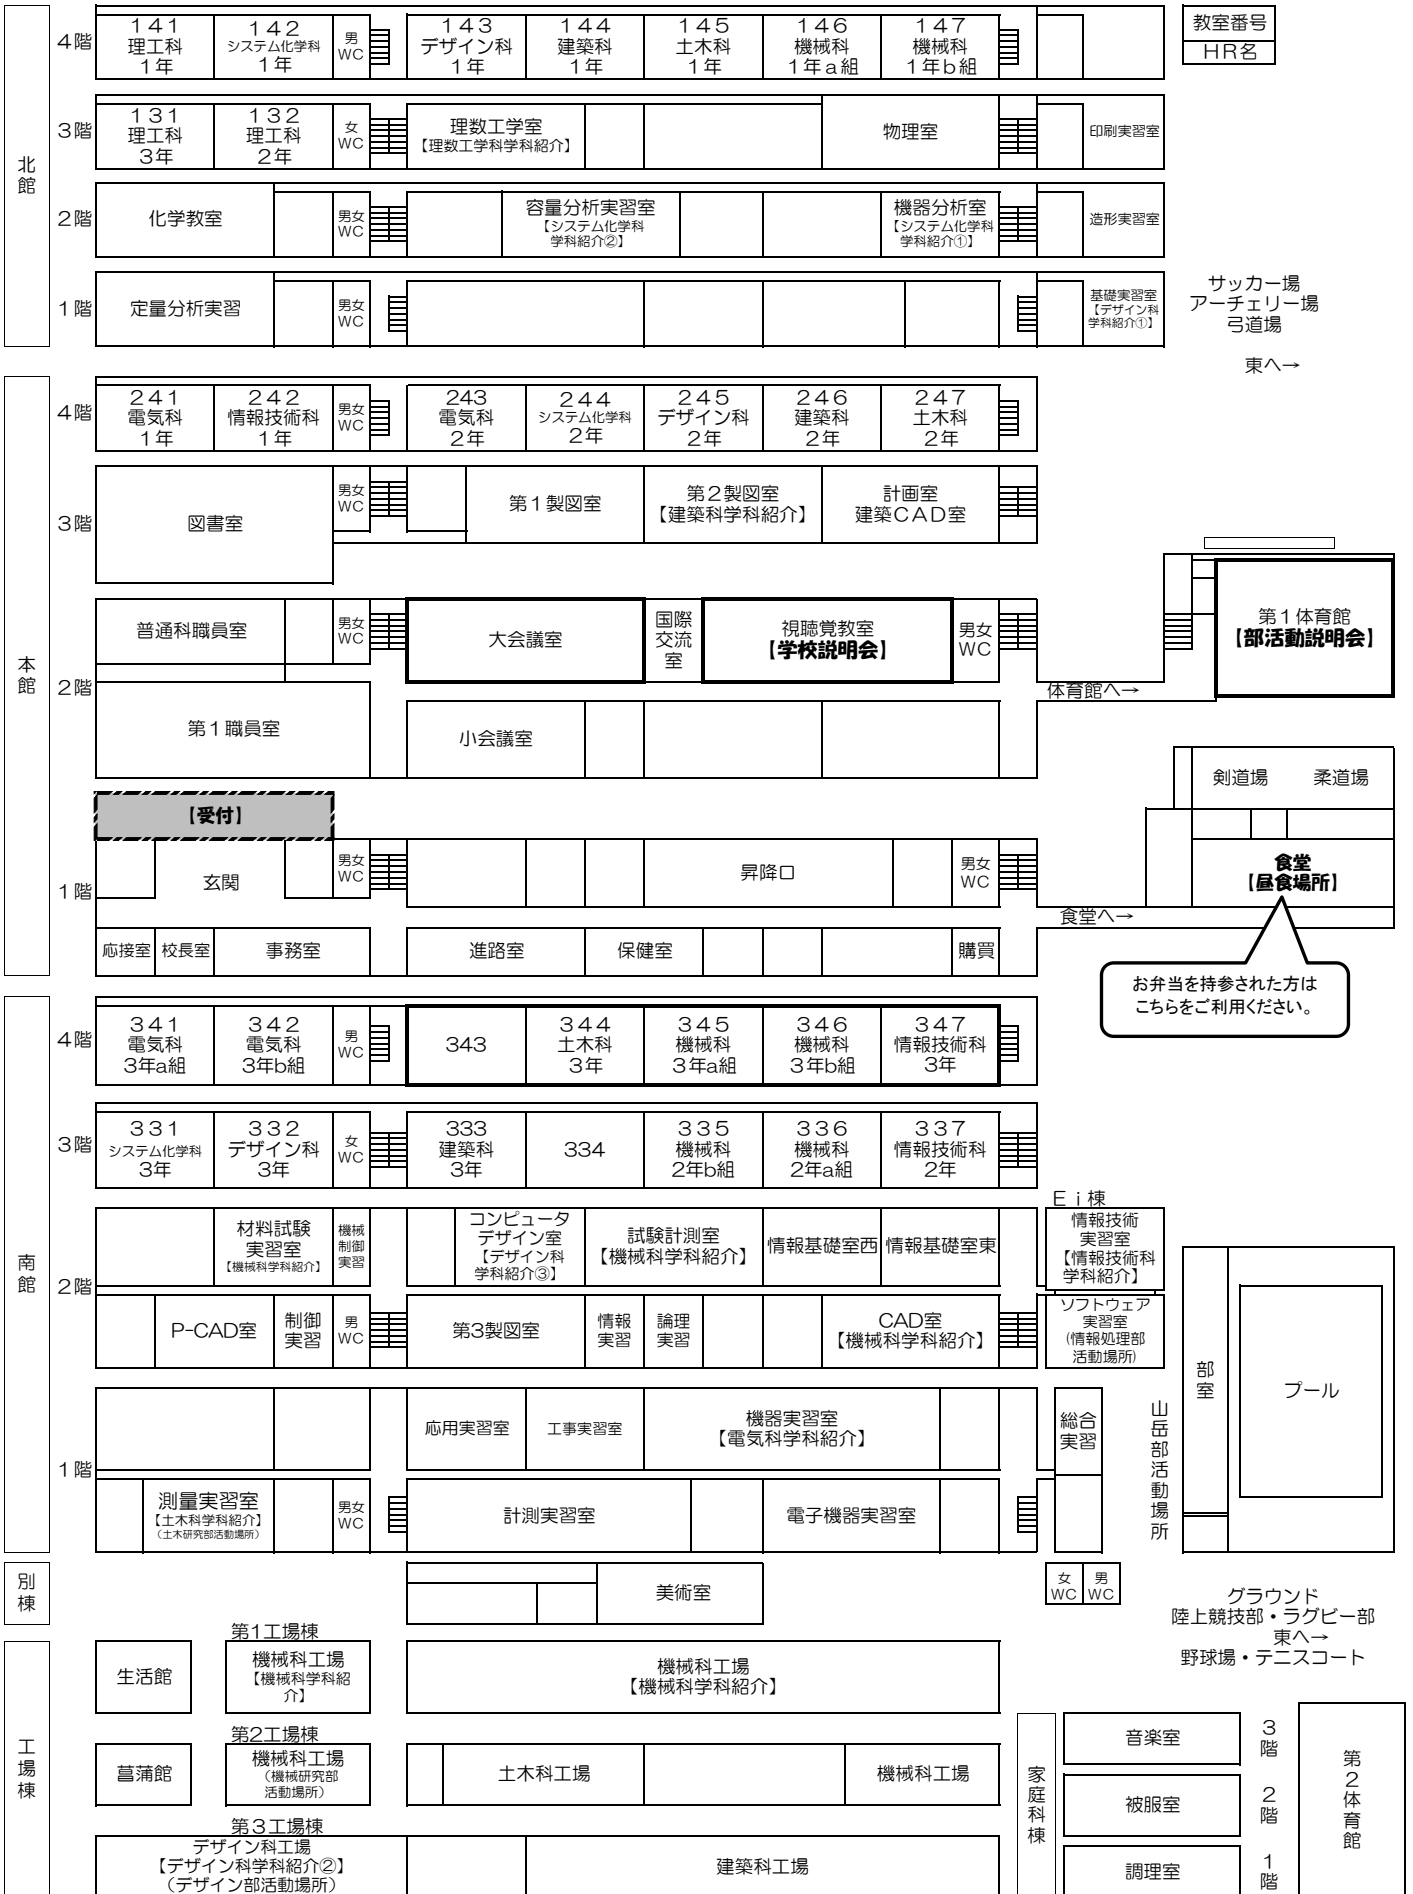 教室番号
HR名
北館
4階
141
理工科
1年
142
システム化学科
1年
男
WC
143
デザイン科
1年
144
建築科
1年
145
土木科
1年
146
機械科
1年a組
147
機械科
1年b組
3階
131
理工科
3年
132
理工科
2年
女
WC
理数工学室
【理数工学科学科紹介】
物理室
印刷実習室
2階
化学教室
男女
WC
容量分析実習室
【システム化学科
学科紹介②】
機器分析室
【システム化学科
学科紹介①】
造形実習室
1階
定量分析実習
男女
WC
基礎実習室
【デザイン科
学科紹介①】
サッカー場
アーチェリー場
弓道場
東へ→
本館
4階
241
電気科
1年
242
情報技術科
1年
男女
WC
243
電気科
2年
244
システム化学科
2年
245
デザイン科
2年
246
建築科
2年
247
土木科
2年
3階
図書室
男女
WC
第1製図室
第2製図室
【建築科学科紹介】
計画室
建築CAD室
2階
普通科職員室
男女
WC
大会議室
国際
交流
室
視聴覚教室
【学校説明会】
男女
WC
第1体育館
【部活動説明会】
体育館へ→
第1職員室
小会議室
剣道場
柔道場
【受付】
1階
玄関
男女
WC
昇降口
男女
WC
食堂
【昼食場所】
食堂へ→
応接室
校長室
事務室
進路室
保健室
購買
お弁当を持参された方は
こちらをご利用ください。
南館
4階
341
電気科
3年a組
342
電気科
3年b組
男
WC
343
344
土木科
3年
345
機械科
3年a組
346
機械科
3年b組
347
情報技術科
3年
3階
331
システム化学科
3年
332
デザイン科
3年
女
WC
333
建築科
3年
334
335
機械科
2年b組
336
機械科
2年a組
337
情報技術科
2年
2階
材料試験
実習室
【機械科学科紹介】
機械
制御
実習
コンピュータ
デザイン室
【デザイン科
学科紹介③】
試験計測室
【機械科学科紹介】
情報基礎室西
情報基礎室東
Ei棟
情報技術
実習室
【情報技術科
学科紹介】
P-CAD室
制御
実習
男
WC
第3製図室
情報
実習
論理
実習
CAD室
【機械科学科紹介】
ソフトウェア
実習室
(情報処理部
活動場所)
部室
プール
1階
応用実習室
工事実習室
機器実習室
【電気科学科紹介】
総合
実習
山岳部活動場所
測量実習室
【土木科学科紹介】
(土木研究部活動場所)
男女
WC
計測実習室
電子機器実習室
別棟
美術室
女
WC
男
WC
グラウンド
陸上競技部・ラグビー部
東へ→
野球場・テニスコート
工場棟
第1工場棟
生活館
機械科工場
【機械科学科紹
介】
機械科工場
【機械科学科紹介】
第2工場棟
菖蒲館
機械科工場
(機械研究部
活動場所)
土木科工場
機械科工場
第3工場棟
デザイン科工場
【デザイン科学科紹介②】
(デザイン部活動場所)
建築科工場
家庭科棟
音楽室
3階
被服室
2階
調理室
1階
第2体育館